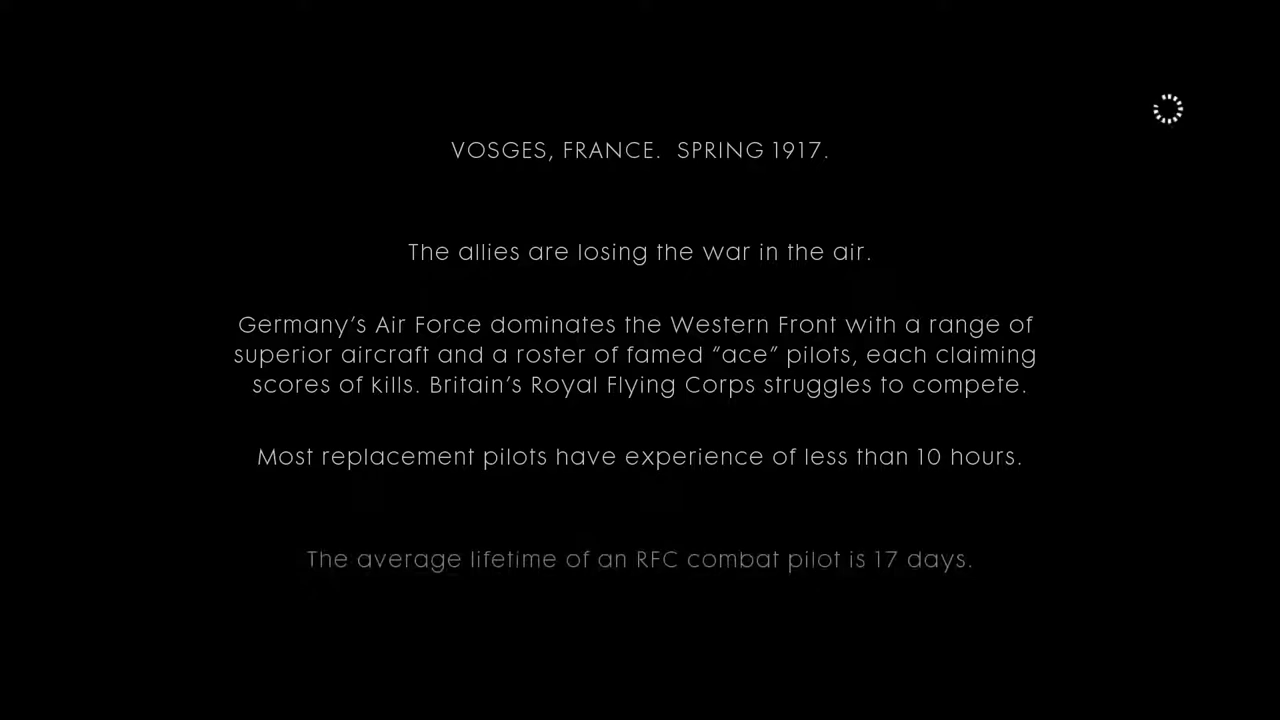 VOSGES, FRANCE.  SPRING 1917.
The allies are losing the war in the air.
Germany's Air Force dominates the Western Front with a range of
superior aircraft and a roster of famed “ace” pilots, each claiming
scores of kills. Britain's Royal Flying Corps struggles to compete.
Most replacement pilots have experience of less than 10 hours.
The average lifetime of an RFC combat pilot is 17 days.